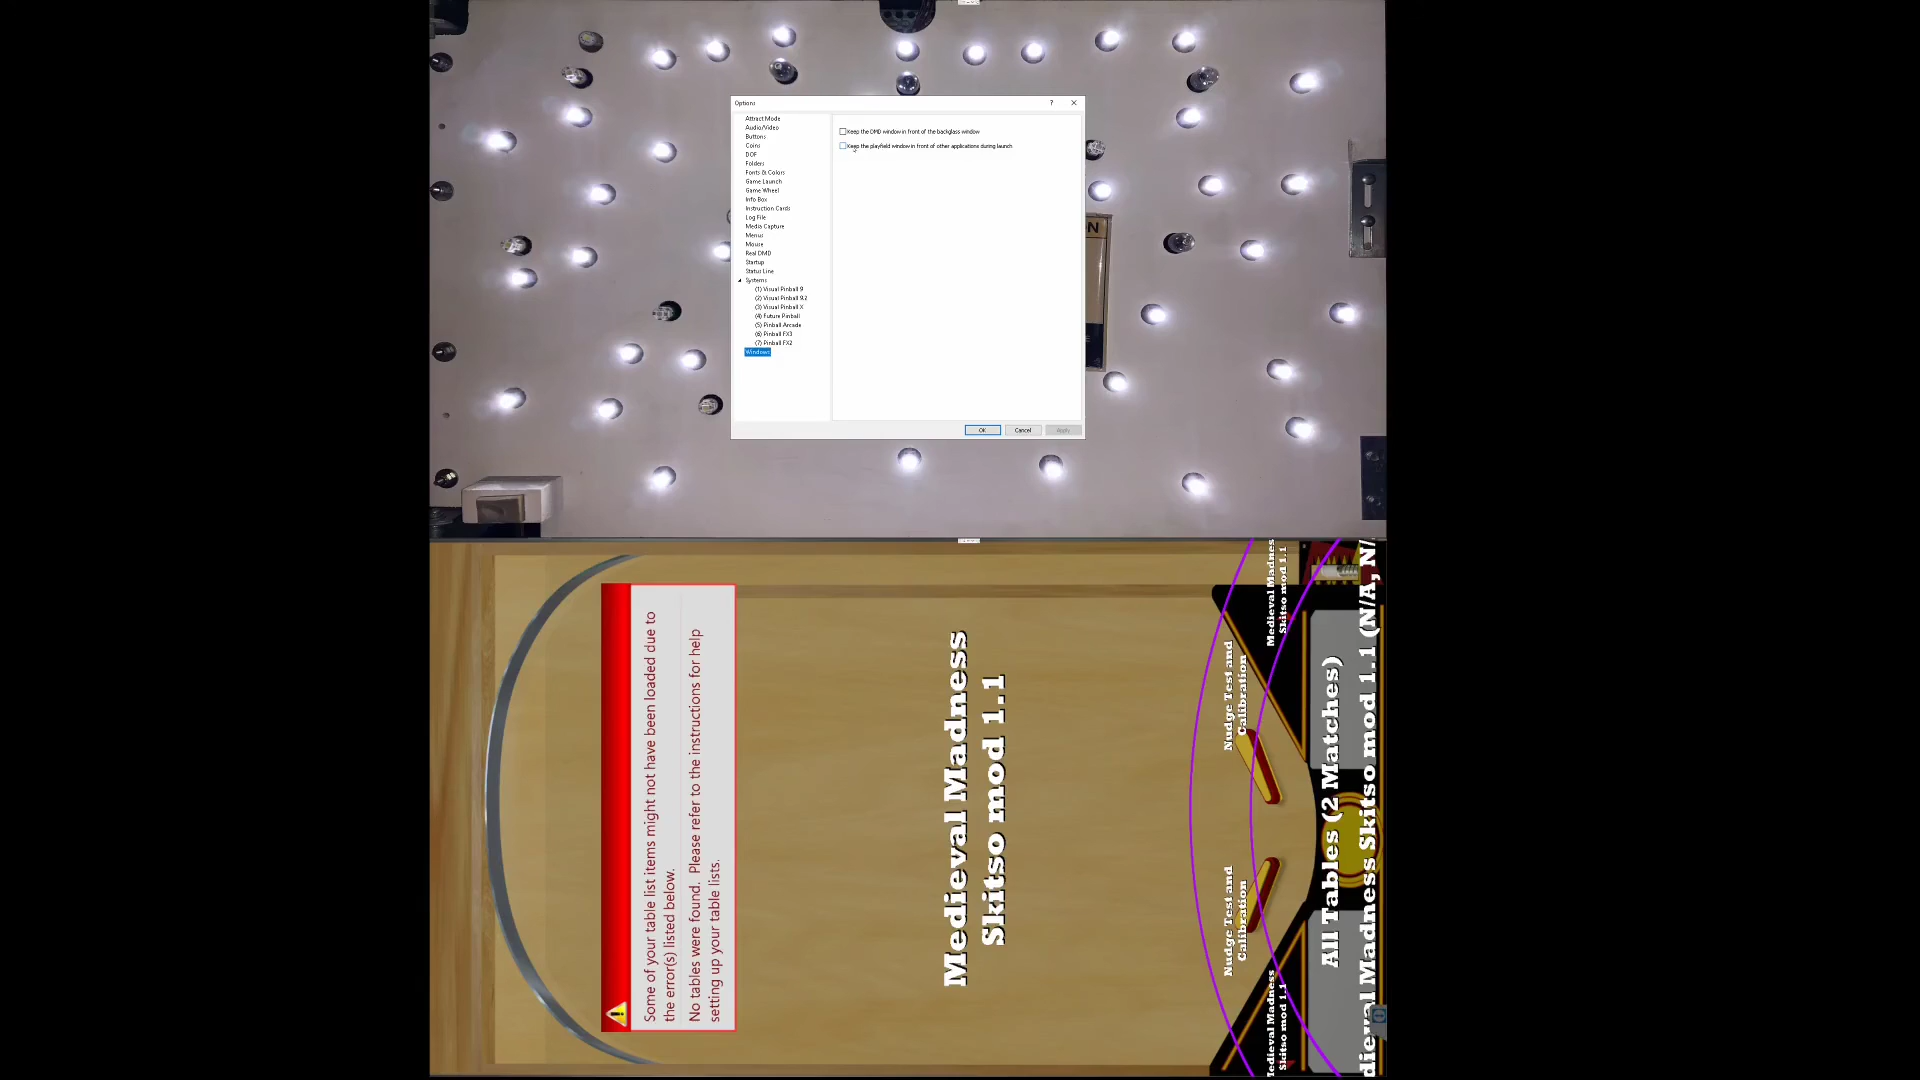 Options
?
Attract Mode
Audio/Video
Buttons
Coins
DOF
Folders
Fonts & Colors
Game Launch
Game Wheel
Info Box
Instruction Cards
Log File
Media Capture
Menus
Mouse
Real DMD
Startup
Status Line
Systems
(1) Visual Pinball 9
(2) Visual Pinball 9.2
(3) Visual Pinball X
(4) Future Pinball
(5) Pinball Arcade
(6) Pinball FX3
(7) Pinball FX2
Windows
Keep the DMD window in front of the backglass window
Keep the playfield window in front of other applications during launch
OK
Cancel
Apply
N
Some of your table list items might not have been loaded due to
the error(s) listed below.
No tables were found. Please refer to the instructions for help
setting up your table lists.
Medieval Madness
Skitso mod 1.1
Nudge Test and
Calibration
Nudge Test and
Calibration
Medieval Madnes
Skitso mod 1.1
Medieval Madness
Skitso mod 1.1
All Tables (2 Matches)
dieval Madness Skitso mod 1.1 (N/A, N/